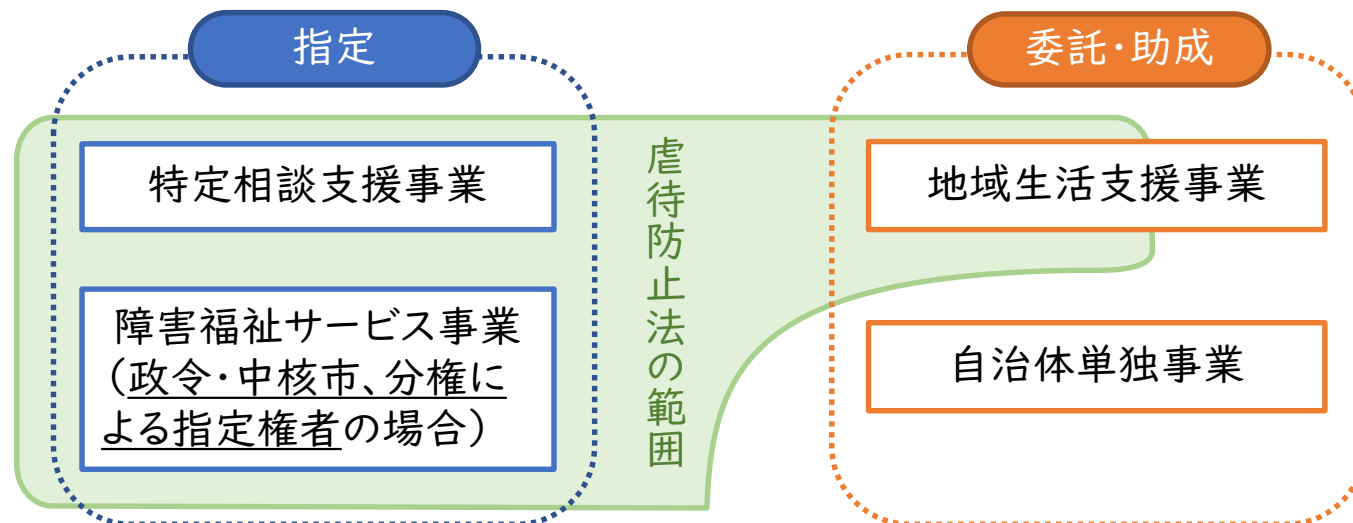 指定
委託・助成
特定相談支援事業
障害福祉サービス事業
(政令・中核市、分権に
よる指定権者の場合)
虐待防止法の範囲
地域生活支援事業
自治体単独事業